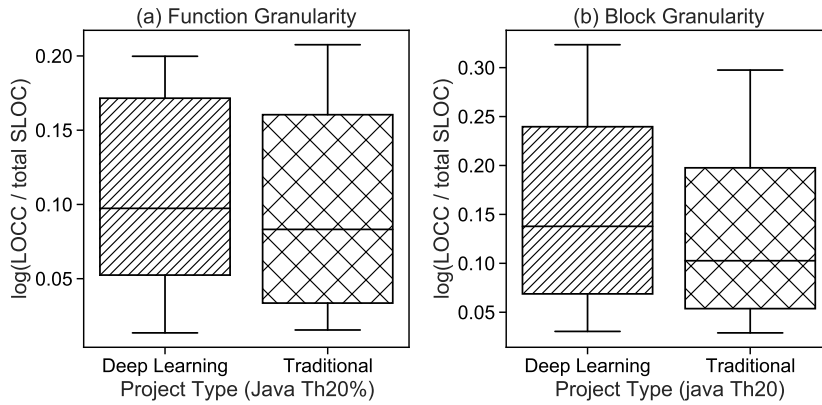 (a) Function Granularity
log(LOCC / total SLOC)
0.20
0.15
0.10
0.05
Deep Learning
Traditional
Project Type (Java Th20%)
(b) Block Granularity
log(LOCC / total SLOC)
0.30
0.25
0.20
0.15
0.10
0.05
Deep Learning
Traditional
Project Type (java Th20)